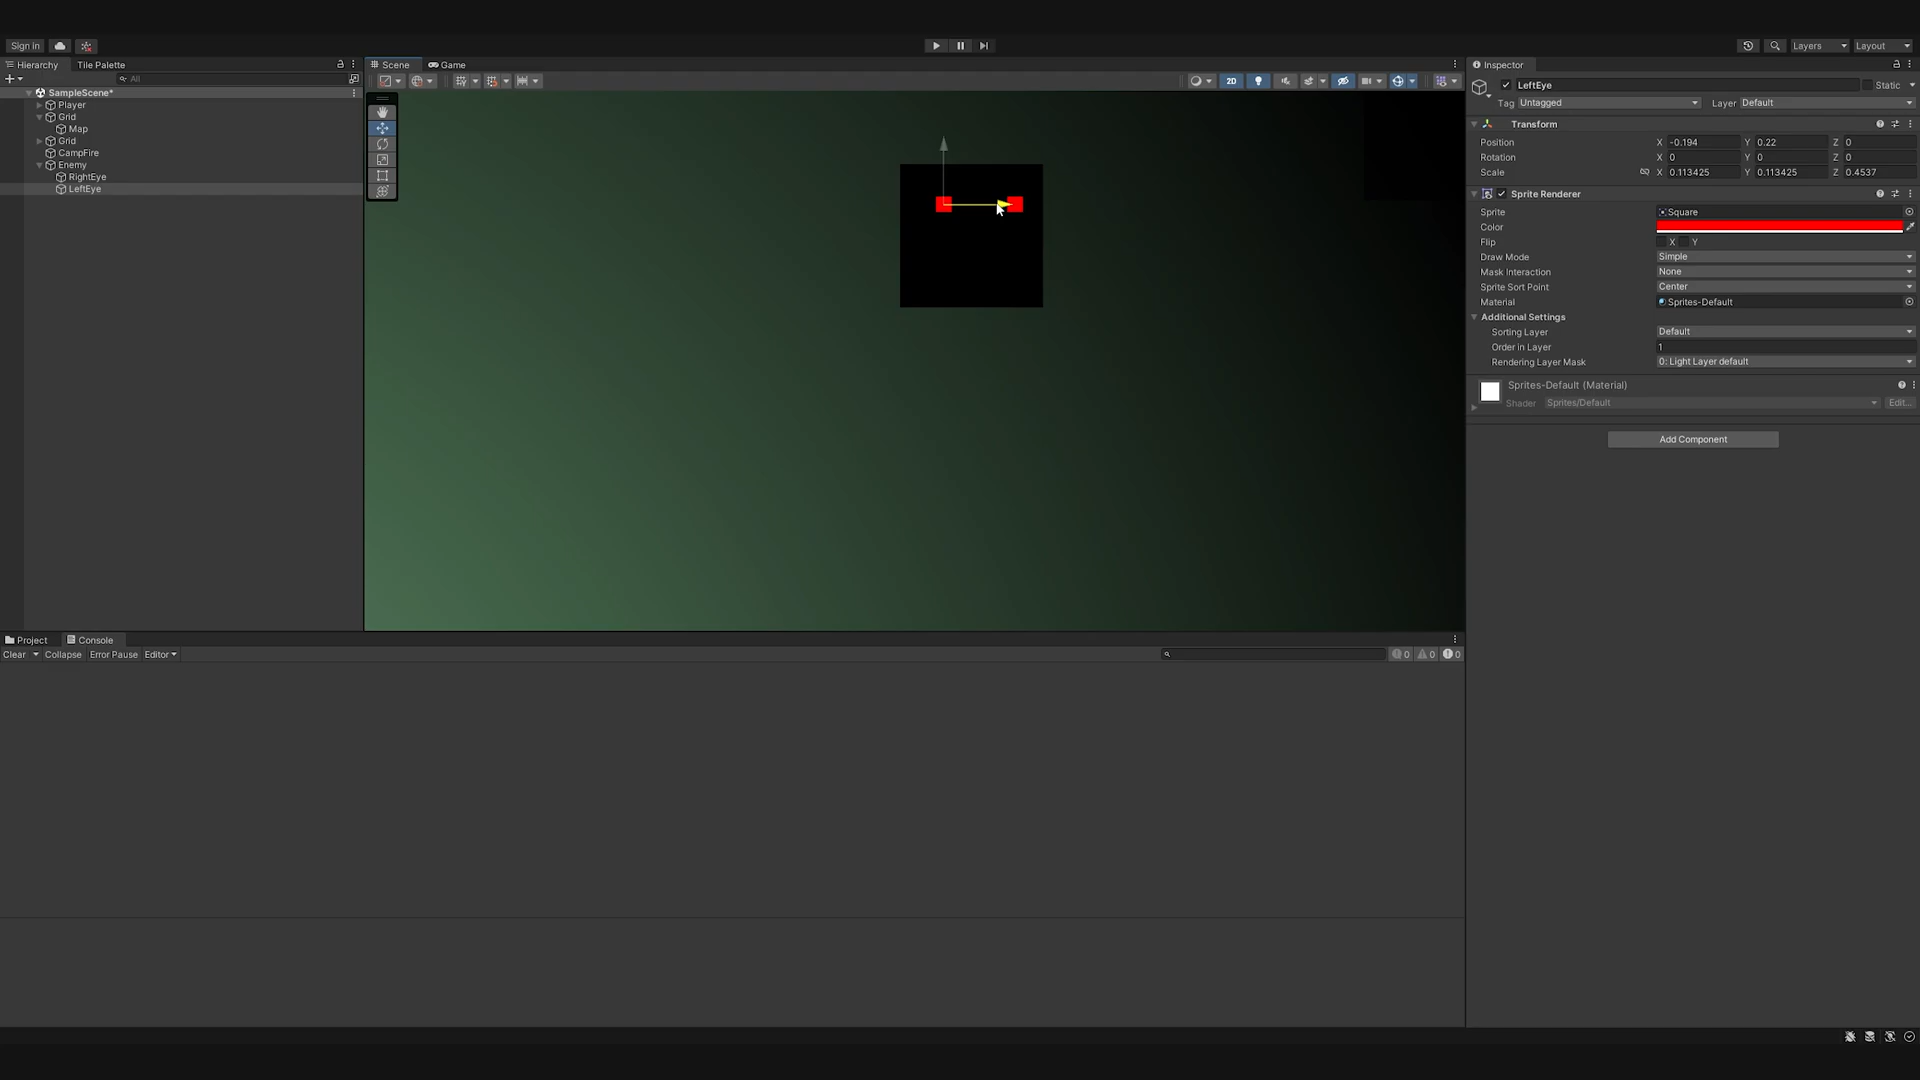 Sign in
Layers
Layout
Hierarchy
Tile Palette
Scene
Game
Inspector
All
2D
LeftEye
Static
SampleScene*
Tag Untagged
Layer Default
Player
Grid
Map
Grid
CampFire
Enemy
RightEye
LeftEye
Transform
Position X -0.194 Y 0.22 Z 0
Rotation X 0 Y 0 Z 0
Scale X 0.113425 Y 0.113425 Z 0.4537
Sprite Renderer
Sprite Square
Color
Flip X Y
Draw Mode Simple
Mask Interaction None
Sprite Sort Point Center
Material Sprites-Default
Additional Settings
Sorting Layer Default
Order in Layer 1
Rendering Layer Mask 0: Light Layer default
Sprites-Default (Material)
Shader Sprites/Default Edit...
Add Component
Project
Console
Clear
Collapse
Error Pause
Editor
0 0 0